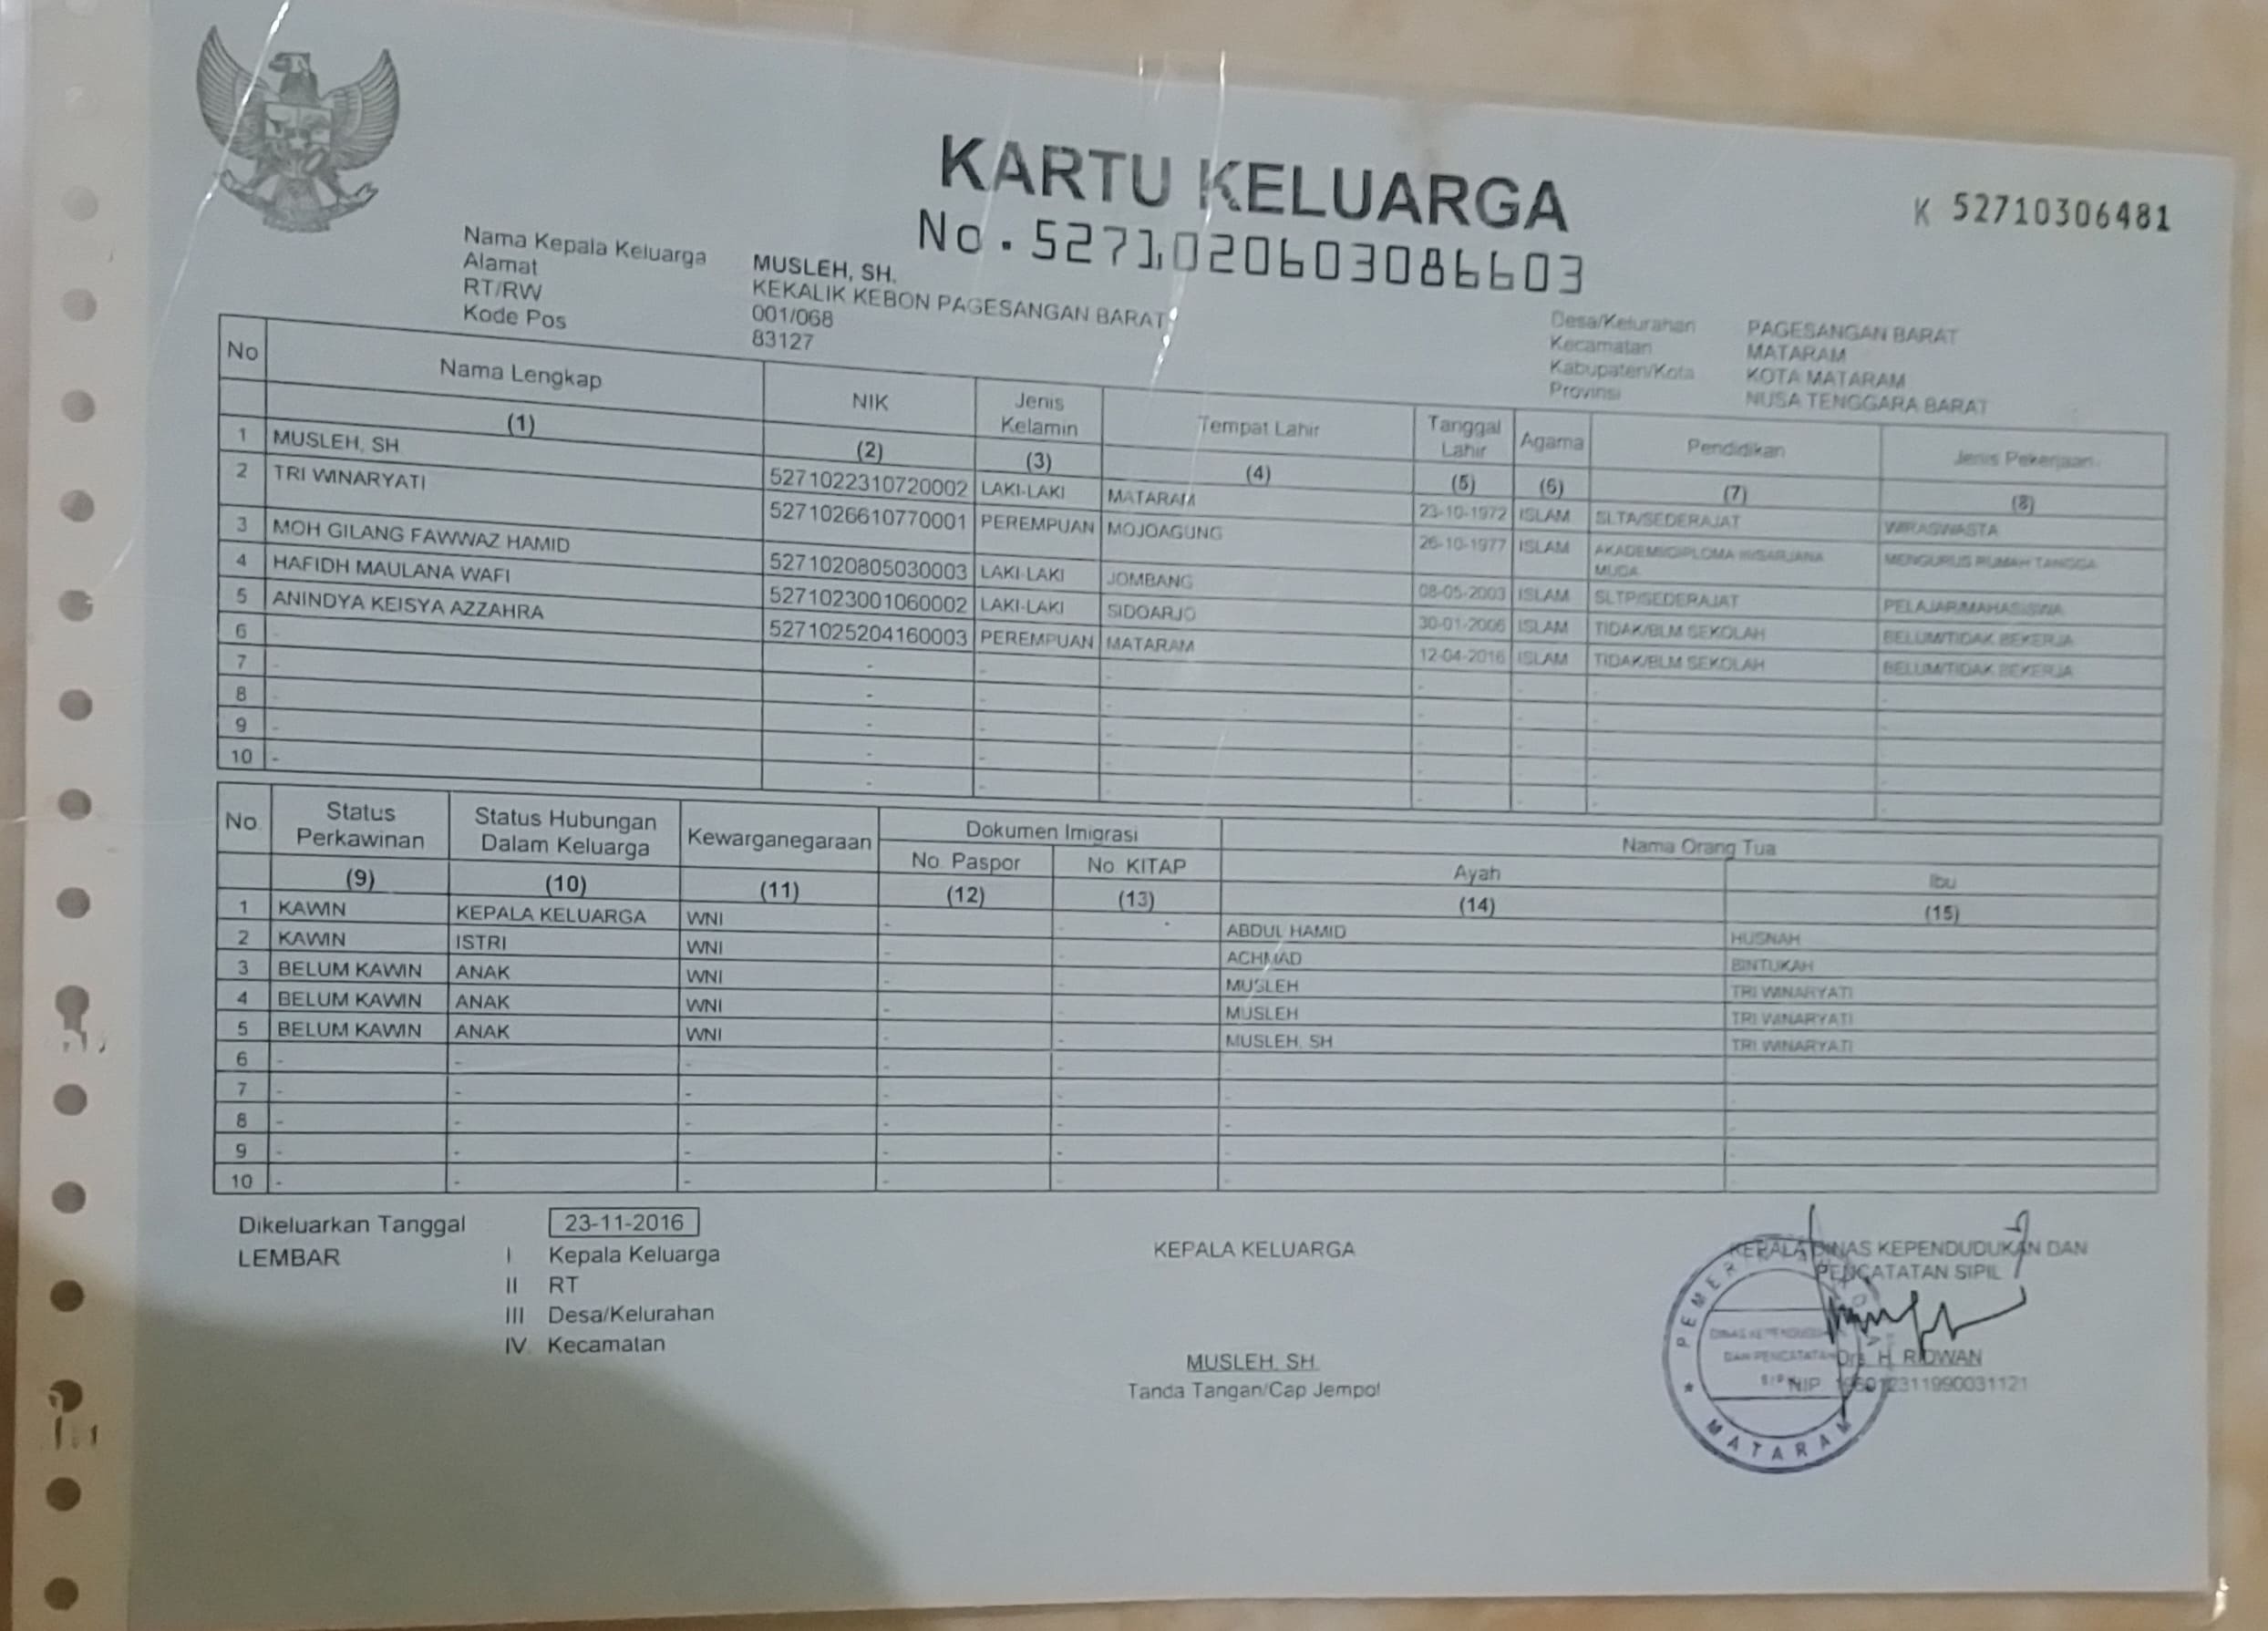 KARTU KELUARGA
No. 5271020603086603
K 52710306481
Nama Kepala Keluarga MUSLEH, SH.
Alamat KEKALIK KEBON PAGESANGAN BARAT
RT/RW 001/068
Kode Pos 83127
Desa/Kelurahan PAGESANGAN BARAT
Kecamatan MATARAM
Kabupaten/Kota KOTA MATARAM
Provinsi NUSA TENGGARA BARAT
No Nama Lengkap NIK Jenis Kelamin Tempat Lahir Tanggal Lahir Agama Pendidikan Jenis Pekerjaan
(1) (2) (3) (4) (5) (6) (7) (8)
1 MUSLEH, SH 5271022310720002 LAKI-LAKI MATARAM 23-10-1972 ISLAM SLTA/SEDERAJAT WIRASWASTA
2 TRI WINARYATI 5271026610770001 PEREMPUAN MOJOAGUNG 26-10-1977 ISLAM AKADEMI/DIPLOMA III/SARJANA MUDA MENGURUS RUMAH TANGGA
3 MOH GILANG FAWWAZ HAMID 5271020805030003 LAKI-LAKI JOMBANG 08-05-2003 ISLAM SLTP/SEDERAJAT PELAJAR/MAHASISWA
4 HAFIDH MAULANA WAFI 5271023001060002 LAKI-LAKI SIDOARJO 30-01-2006 ISLAM TIDAK/BLM SEKOLAH BELUM/TIDAK BEKERJA
5 ANINDYA KEISYA AZZAHRA 5271025204160003 PEREMPUAN MATARAM 12-04-2016 ISLAM TIDAK/BLM SEKOLAH BELUM/TIDAK BEKERJA
6 - - - - - - - -
7 - - - - - - - -
8 - - - - - - - -
9 - - - - - - - -
10 - - - - - - - -
No. Status Perkawinan Status Hubungan Dalam Keluarga Kewarganegaraan Dokumen Imigrasi Nama Orang Tua
No. Paspor No. KITAP Ayah Ibu
(9) (10) (11) (12) (13) (14) (15)
1 KAWIN KEPALA KELUARGA WNI - - ABDUL HAMID HUSNAH
2 KAWIN ISTRI WNI - - ACHMAD BINTUKAH
3 BELUM KAWIN ANAK WNI - - MUSLEH TRI WINARYATI
4 BELUM KAWIN ANAK WNI - - MUSLEH TRI WINARYATI
5 BELUM KAWIN ANAK WNI - - MUSLEH, SH TRI WINARYATI
6 - - - - - - -
7 - - - - - - -
8 - - - - - - -
9 - - - - - - -
10 - - - - - - -
Dikeluarkan Tanggal 23-11-2016
LEMBAR I Kepala Keluarga
II RT
III Desa/Kelurahan
IV. Kecamatan
KEPALA KELUARGA
MUSLEH, SH.
Tanda Tangan/Cap Jempol
KEPALA DINAS KEPENDUDUKAN DAN
PENCATATAN SIPIL
Drs. H. RIDWAN
NIP.
DAN PENCATATAN
SIPIL
MATARAM